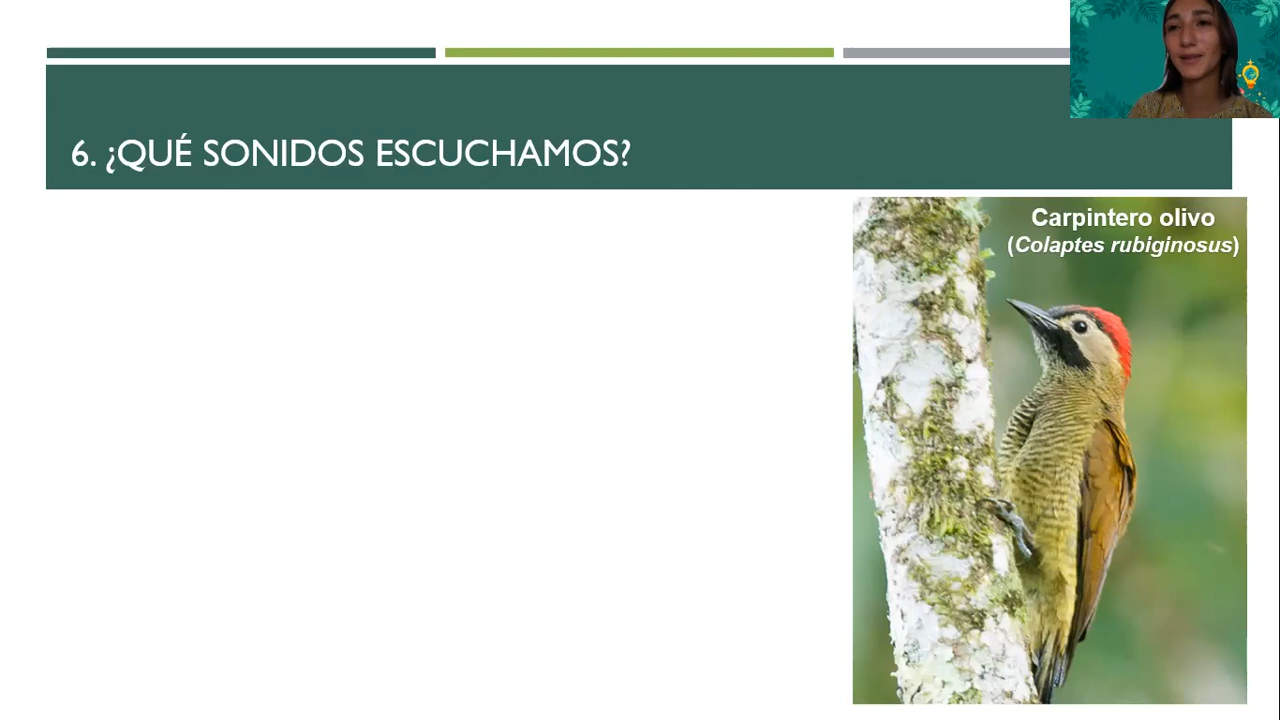 6. ¿QUÉ SONIDOS ESCUCHAMOS?
Carpintero olivo
(Colaptes rubiginosus)